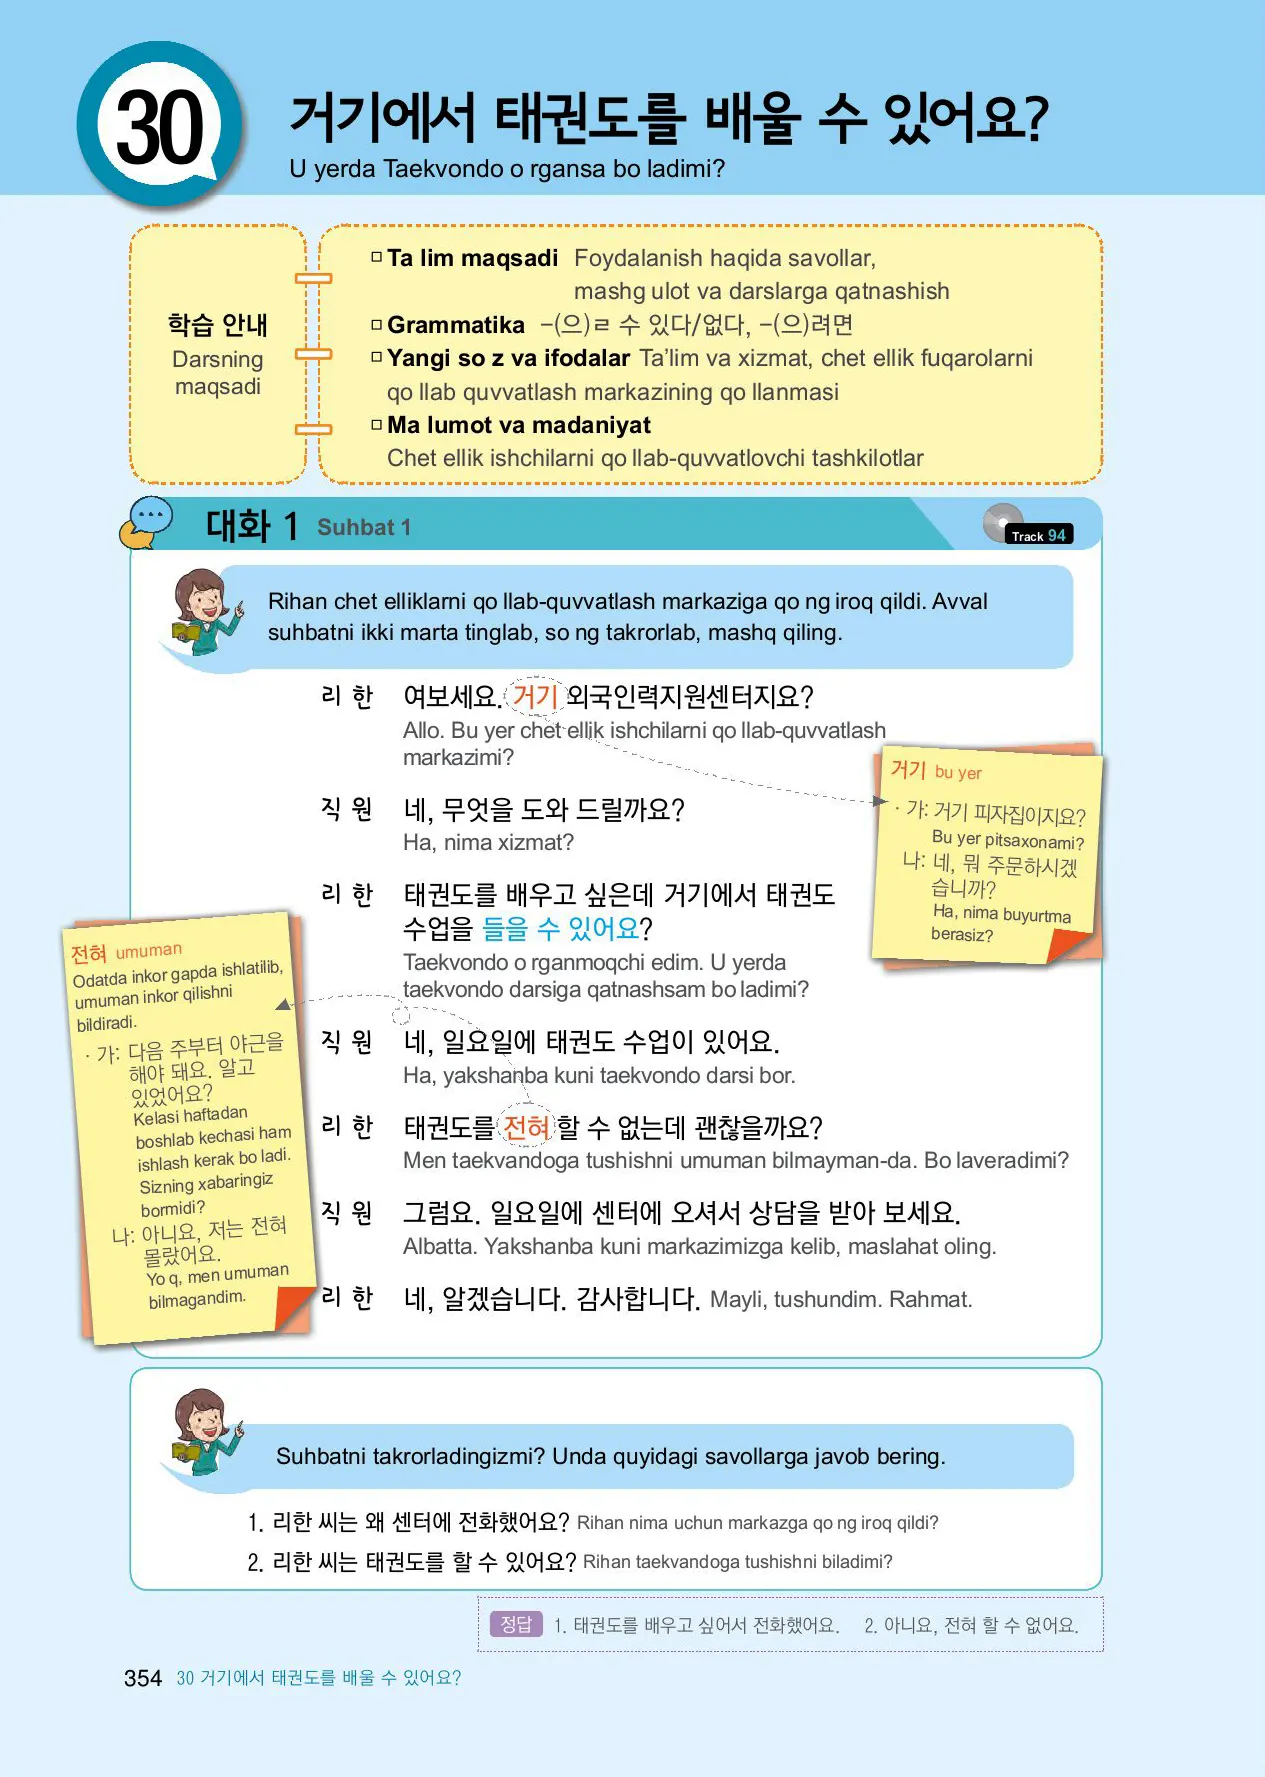 30
거기에서 태권도를 배울 수 있어요?
U yerda Taekvondo o rgansa bo ladimi?
학습 안내
Darsning
maqsadi
Ta lim maqsadi Foydalanish haqida savollar,
mashg ulot va darslarga qatnashish
Grammatika -(으)ㄹ 수 있다/없다, -(으)려면
Yangi so z va ifodalar Ta’lim va xizmat, chet ellik fuqarolarni
qo llab quvvatlash markazining qo llanmasi
Ma lumot va madaniyat
Chet ellik ishchilarni qo llab-quvvatlovchi tashkilotlar
대화 1 Suhbat 1
Track 94
Rihan chet elliklarni qo llab-quvvatlash markaziga qo ng iroq qildi. Avval
suhbatni ikki marta tinglab, so ng takrorlab, mashq qiling.
리 한 여보세요. 거기 외국인력지원센터지요?
Allo. Bu yer chet ellik ishchilarni qo llab-quvvatlash
markazimi?
직 원 네, 무엇을 도와 드릴까요?
Ha, nima xizmat?
리 한 태권도를 배우고 싶은데 거기에서 태권도
수업을 들을 수 있어요?
Taekvondo o rganmoqchi edim. U yerda
taekvondo darsiga qatnashsam bo ladimi?
직 원 네, 일요일에 태권도 수업이 있어요.
Ha, yakshanba kuni taekvondo darsi bor.
리 한 태권도를 전혀 할 수 없는데 괜찮을까요?
Men taekvandoga tushishni umuman bilmayman-da. Bo laveradimi?
직 원 그럼요. 일요일에 센터에 오셔서 상담을 받아 보세요.
Albatta. Yakshanba kuni markazimizga kelib, maslahat oling.
리 한 네, 알겠습니다. 감사합니다. Mayli, tushundim. Rahmat.
거기 bu yer
· 가: 거기 피자집이지요?
Bu yer pitsaxonami?
나: 네, 뭐 주문하시겠
습니까?
Ha, nima buyurtma
berasiz?
전혀 umuman
Odatda inkor gapda ishlatilib,
umuman inkor qilishni
bildiradi.
· 가: 다음 주부터 야근을
해야 돼요. 알고
있었어요?
Kelasi haftadan
boshlab kechasi ham
ishlash kerak bo ladi.
Sizning xabaringiz
bormidi?
나: 아니요, 저는 전혀
몰랐어요.
Yo q, men umuman
bilmagandim.
Suhbatni takrorladingizmi? Unda quyidagi savollarga javob bering.
1. 리한 씨는 왜 센터에 전화했어요? Rihan nima uchun markazga qo ng iroq qildi?
2. 리한 씨는 태권도를 할 수 있어요? Rihan taekvandoga tushishni biladimi?
정답 1. 태권도를 배우고 싶어서 전화했어요. 2. 아니요, 전혀 할 수 없어요.
354 30 거기에서 태권도를 배울 수 있어요?